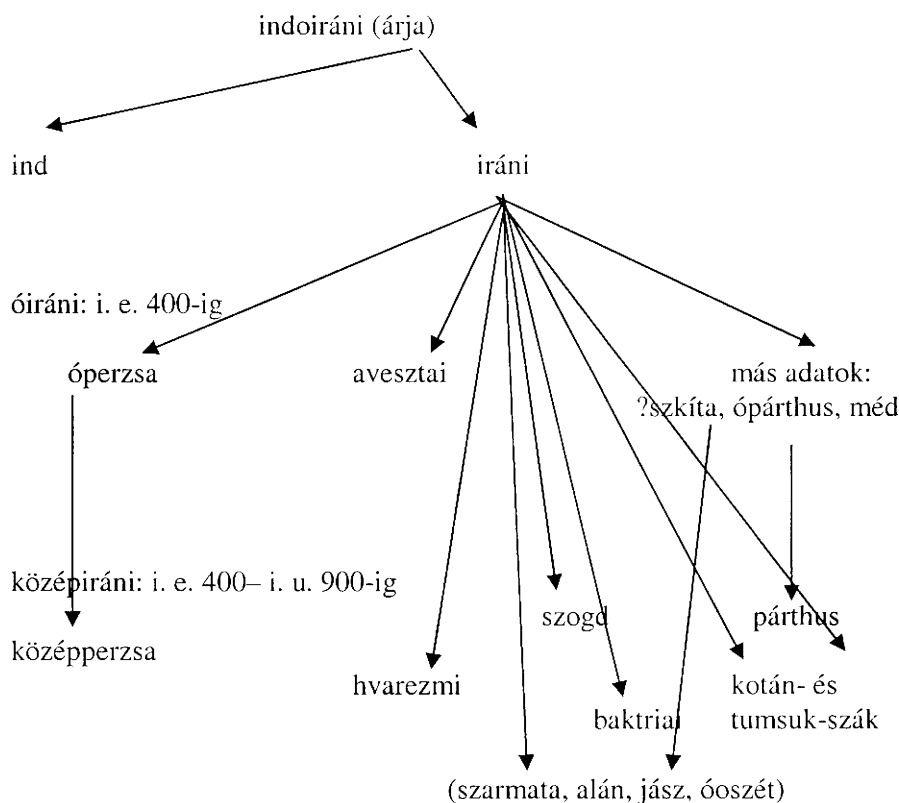 indoiráni (árja)
ind
iráni
óiráni: i. e. 400-ig
óperzsa
avesztai
más adatok:
?szkíta, ópárthus, méd
középiráni: i. e. 400– i. u. 900-ig
középperzsa
hvarezmi
szogd
baktriai
párthus
kotán- és
tumsuk-szák
(szarmata, alán, jász, óoszét)